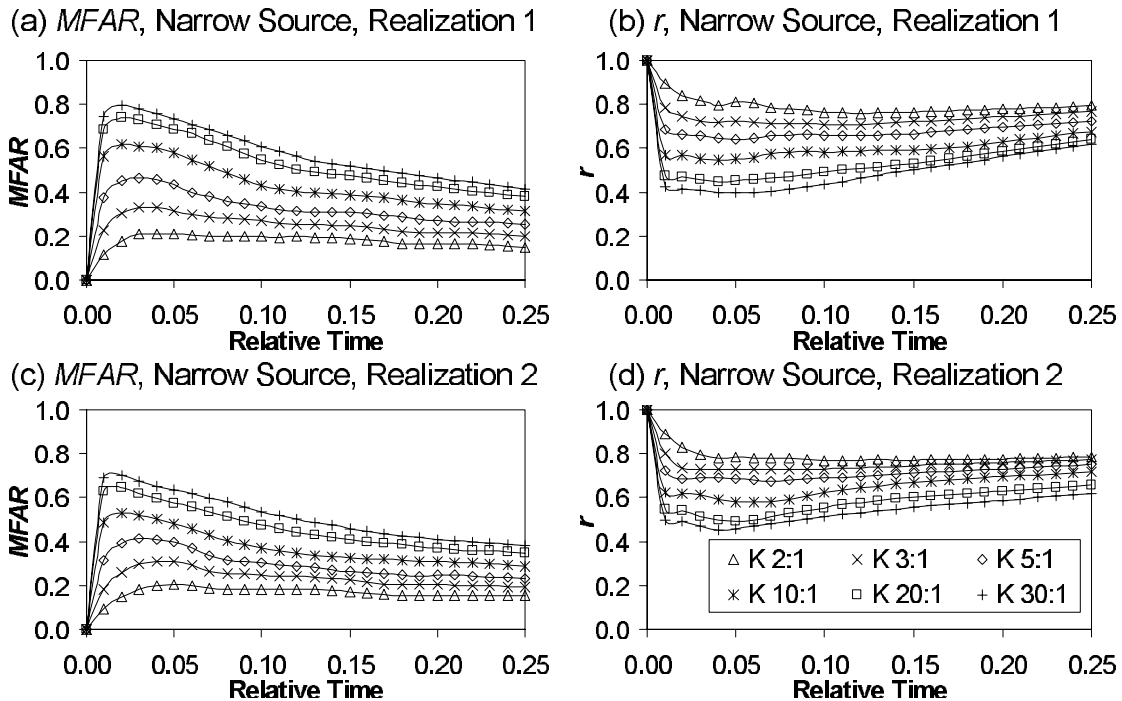 (a) MFAR, Narrow Source, Realization 1
(b) r, Narrow Source, Realization 1
MFAR
1.0
0.8
0.6
0.4
0.2
0.0
0.00 0.05 0.10 0.15 0.20 0.25
Relative Time
r
1.0
0.8
0.6
0.4
0.2
0.0
0.00 0.05 0.10 0.15 0.20 0.25
Relative Time
(c) MFAR, Narrow Source, Realization 2
(d) r, Narrow Source, Realization 2
MFAR
1.0
0.8
0.6
0.4
0.2
0.0
0.00 0.05 0.10 0.15 0.20 0.25
Relative Time
r
1.0
0.8
0.6
0.4
0.2
0.0
K 2:1 K 3:1 K 5:1
K 10:1 K 20:1 K 30:1
0.00 0.05 0.10 0.15 0.20 0.25
Relative Time